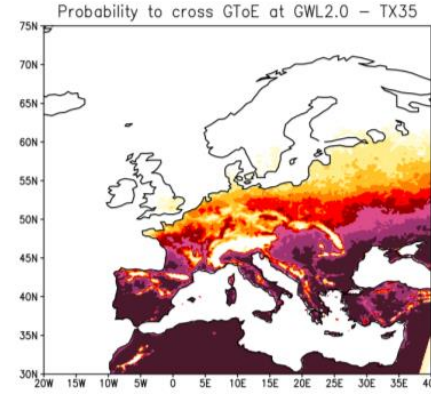 Probability to cross GToE at GWL2.0 – TX35
75N
70N
65N
60N
55N
50N
45N
40N
35N
30N
20W 15W 10W 5W 0 5E 10E 15E 20E 25E 30E 35E